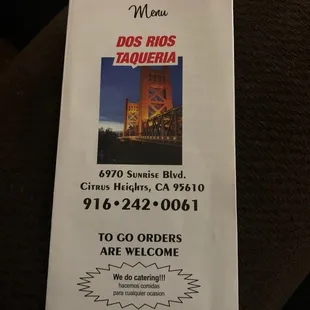 Menu
DOS RIOS
TAQUERIA
6970 Sunrise Blvd.
Citrus Heights, CA 95610
916•242•0061
TO GO ORDERS
ARE WELCOME
We do catering!!!
hacemos comidas
para cualquier ocasion